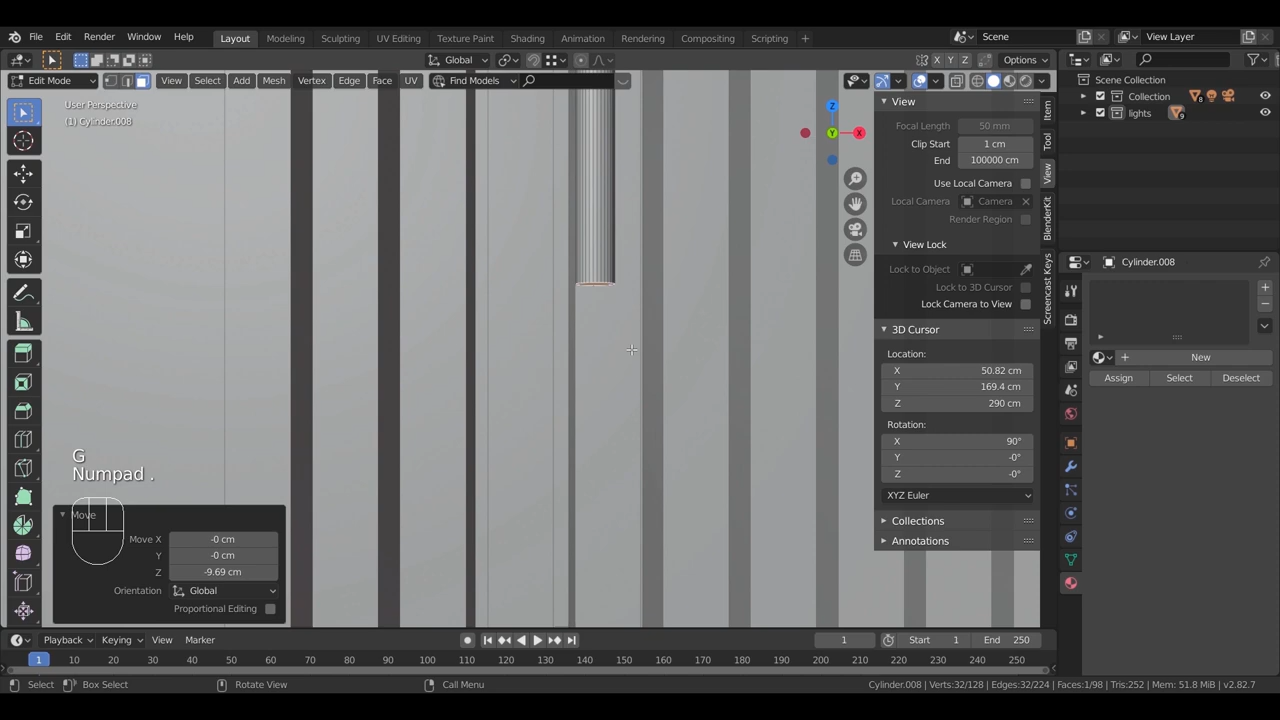 File Edit Render Window Help Layout Modeling Sculpting UV Editing Texture Paint Shading Animation Rendering Compositing Scripting + Scene View Layer
Global X Y Z Options
Edit Mode View Select Add Mesh Vertex Edge Face UV Find Models
User Perspective
(1) Cylinder.008
Z
Y
X
View
Focal Length 50 mm
Clip Start 1 cm
End 100000 cm
Use Local Camera
Local Camera Camera
Render Region
View Lock
Lock to Object
Lock to 3D Cursor
Lock Camera to View
3D Cursor
Location:
X 50.82 cm
Y 169.4 cm
Z 290 cm
Rotation:
X 90°
Y -0°
Z -0°
XYZ Euler
Collections
Annotations
Item
Tool
View
BlenderKit
Screencast Keys
Scene Collection
Collection 8
lights 9
Cylinder.008
New
Assign Select Deselect
G
Numpad .
Move
Move X -0 cm
Y -0 cm
Z -9.69 cm
Orientation Global
Proportional Editing
Playback Keying View Marker 1 Start 1 End 250
1 10 20 30 40 50 60 70 80 90 100 110 120 130 140 150 160 170 180 190 200 210 220 230 240 250
Select Box Select Rotate View Call Menu Cylinder.008 | Verts:32/128 | Edges:32/224 | Faces:1/98 | Tris:252 | Mem: 51.8 MiB | v2.82.7